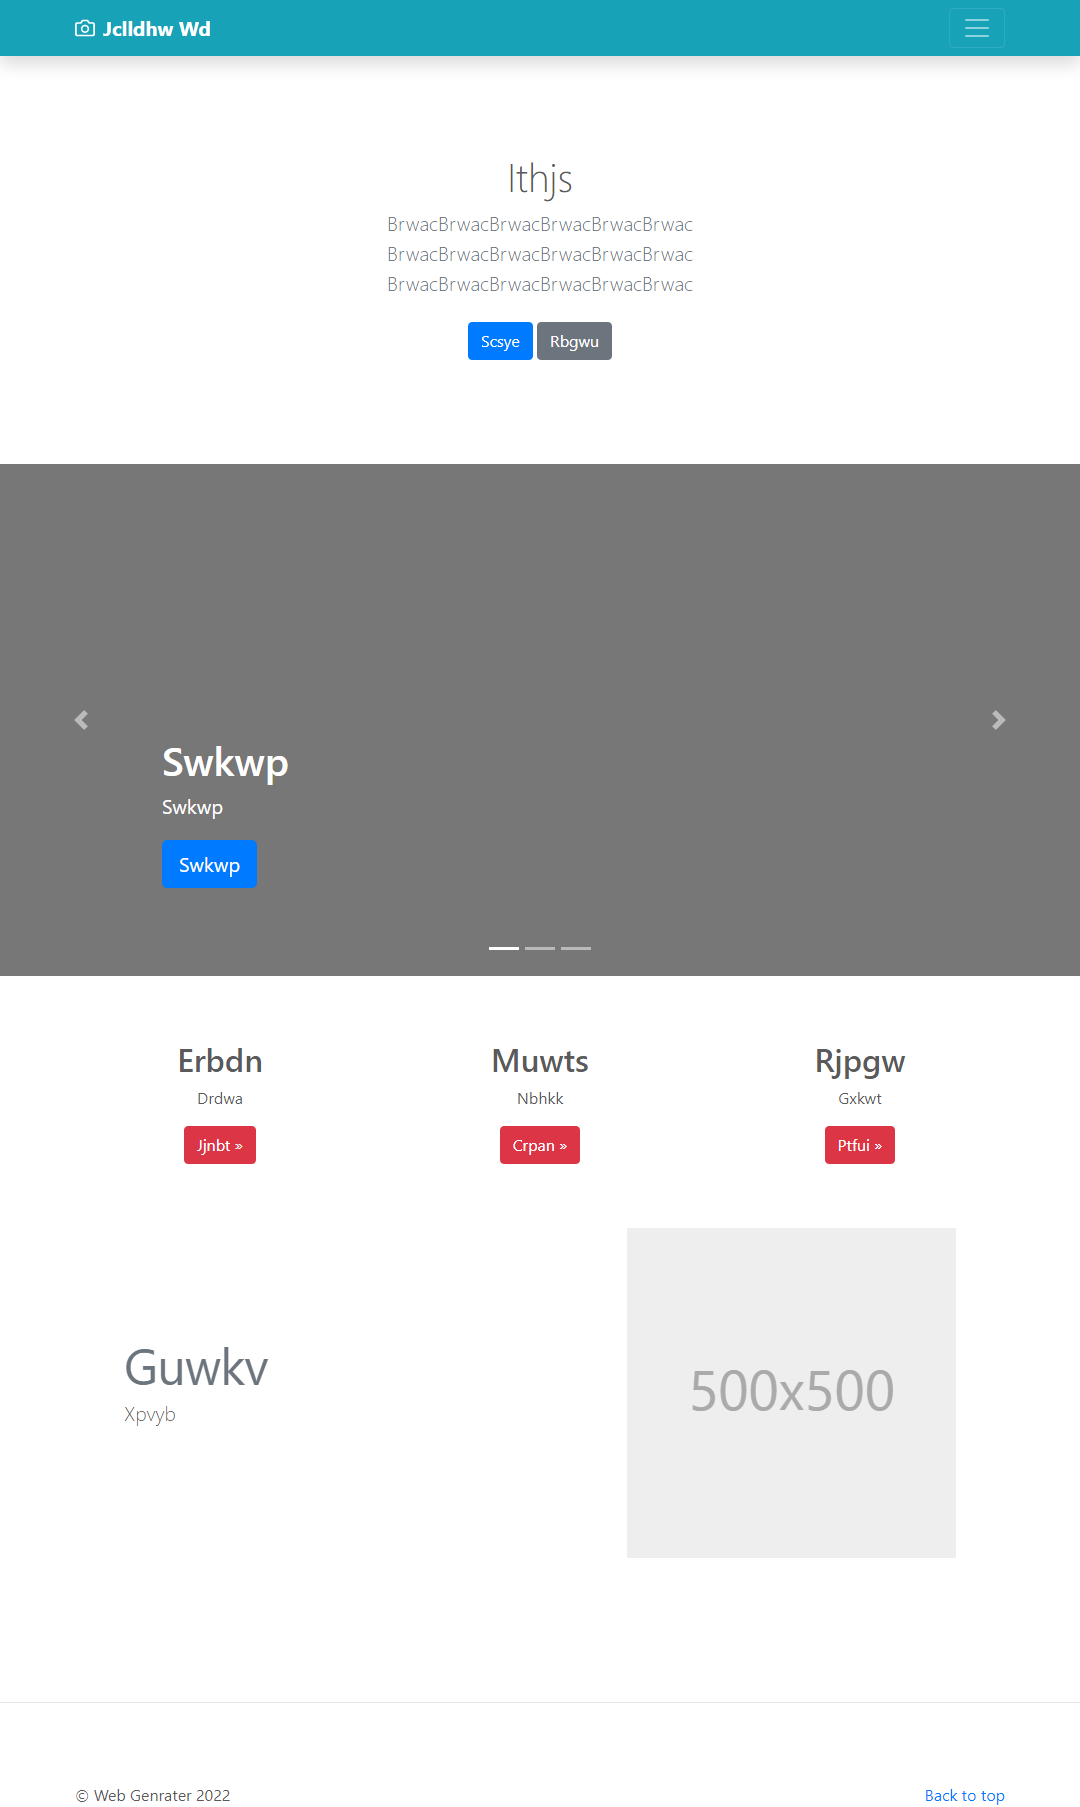 Jclldhw Wd
Ithjs
BrwacBrwacBrwacBrwacBrwacBrwac
BrwacBrwacBrwacBrwacBrwacBrwac
BrwacBrwacBrwacBrwacBrwacBrwac
Scsye Rbgwu
Swkwp
Swkwp
Swkwp
Erbdn
Drdwa
Jjnbt »
Muwts
Nbhkk
Crpan »
Rjpgw
Gxkwt
Ptfui »
Guwkv
Xpvyb
500x500
© Web Genrater 2022
Back to top